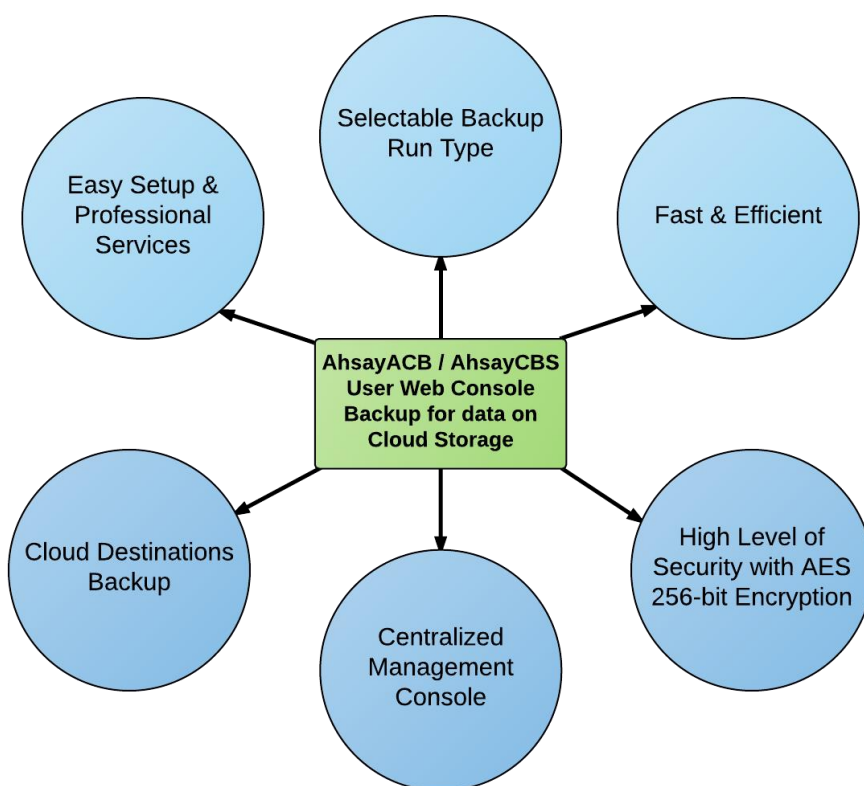 Selectable Backup
Run Type
Easy Setup &
Professional
Services
Fast & Efficient
AhsayACB / AhsayCBS
User Web Console
Backup for data on
Cloud Storage
Cloud Destinations
Backup
High Level of
Security with AES
256-bit Encryption
Centralized
Management
Console